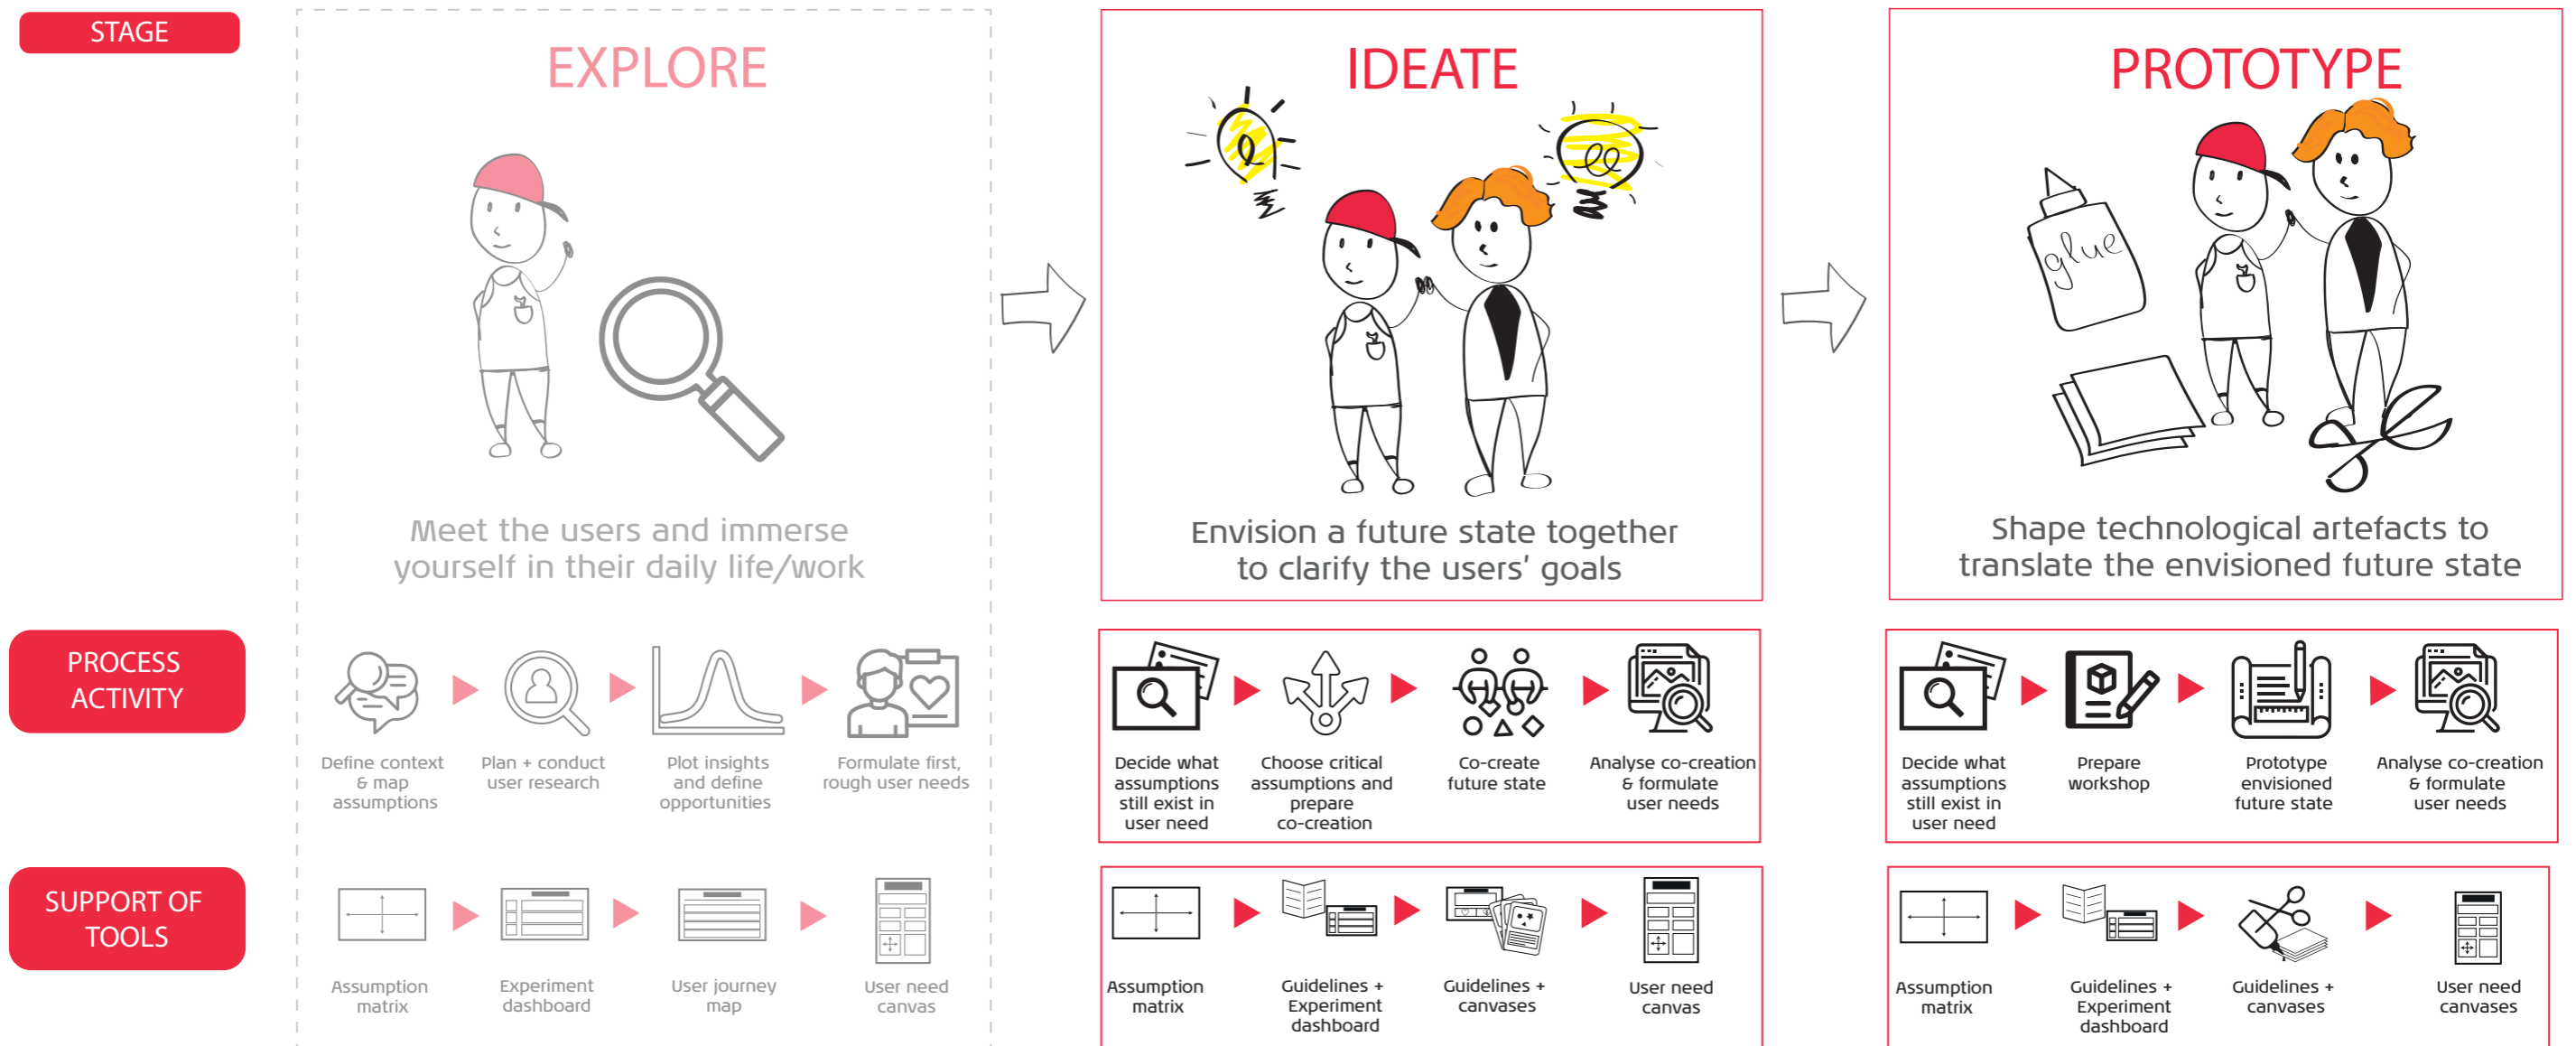 STAGE
EXPLORE
IDEATE
PROTOTYPE
glue
Meet the users and immerse
yourself in their daily life/work
Envision a future state together
to clarify the users' goals
Shape technological artefacts to
translate the envisioned future state
PROCESS
ACTIVITY
Define context
& map
assumptions
Plan + conduct
user research
Plot insights
and define
opportunities
Formulate first,
rough user needs
Decide what
assumptions
still exist in
user need
Choose critical
assumptions and
prepare
co-creation
Co-create
future state
Analyse co-creation
& formulate
user needs
Decide what
assumptions
still exist in
user need
Prepare
workshop
Prototype
envisioned
future state
Analyse co-creation
& formulate
user needs
SUPPORT OF
TOOLS
Assumption
matrix
Experiment
dashboard
User journey
map
User need
canvas
Assumption
matrix
Guidelines +
Experiment
dashboard
Guidelines +
canvases
User need
canvas
Assumption
matrix
Guidelines +
Experiment
dashboard
Guidelines +
canvases
User need
canvases